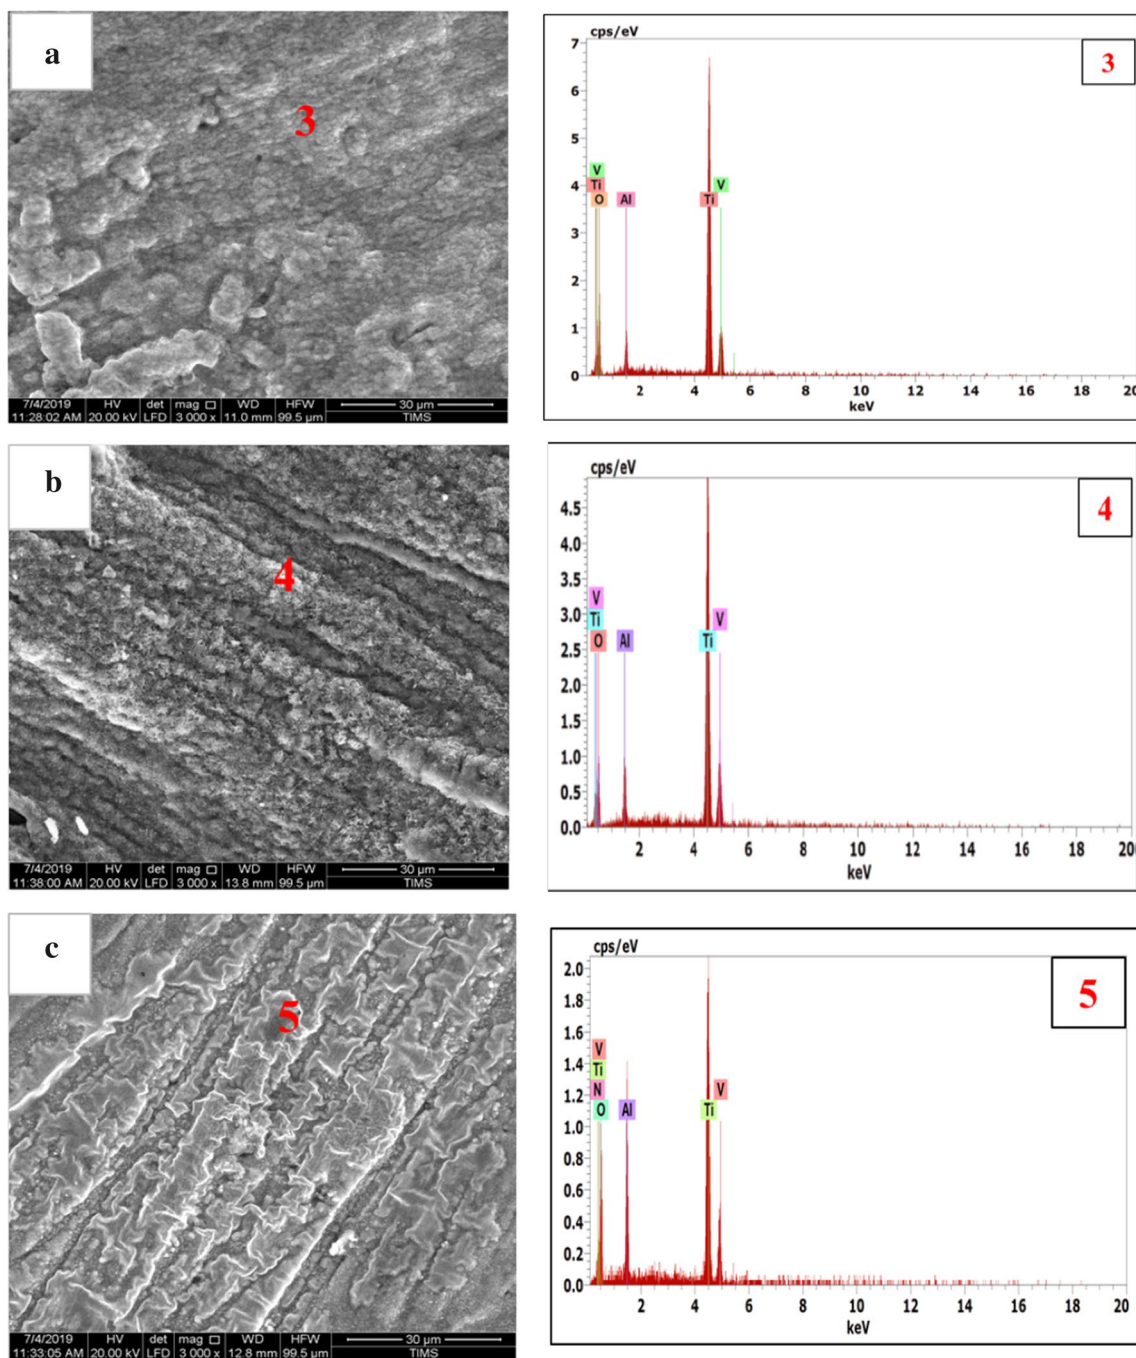 a
3
7/4/2019 HV det mag □ WD HFW 30 µm
11:28:02 AM 20.00 kV LFD 3 000 x 11.0 mm 99.5 µm TIMS
cps/eV
3
7
6
5
4
3
2
1
0
V
Ti
O
Al
Ti
V
2 4 6 8 10 12 14 16 18 20
keV
b
4
7/4/2019 HV det mag □ WD HFW 30 µm
11:38:00 AM 20.00 kV LFD 3 000 x 13.8 mm 99.5 µm TIMS
cps/eV
4
4.5
4.0
3.5
3.0
2.5
2.0
1.5
1.0
0.5
0.0
V
Ti
O
Al
Ti
V
2 4 6 8 10 12 14 16 18 20
keV
c
5
7/4/2019 HV det mag □ WD HFW 30 µm
11:33:05 AM 20.00 kV LFD 3 000 x 12.8 mm 99.5 µm TIMS
cps/eV
5
2.0
1.8
1.6
1.4
1.2
1.0
0.8
0.6
0.4
0.2
0.0
V
Ti
N
O
Al
Ti
V
2 4 6 8 10 12 14 16 18 20
keV